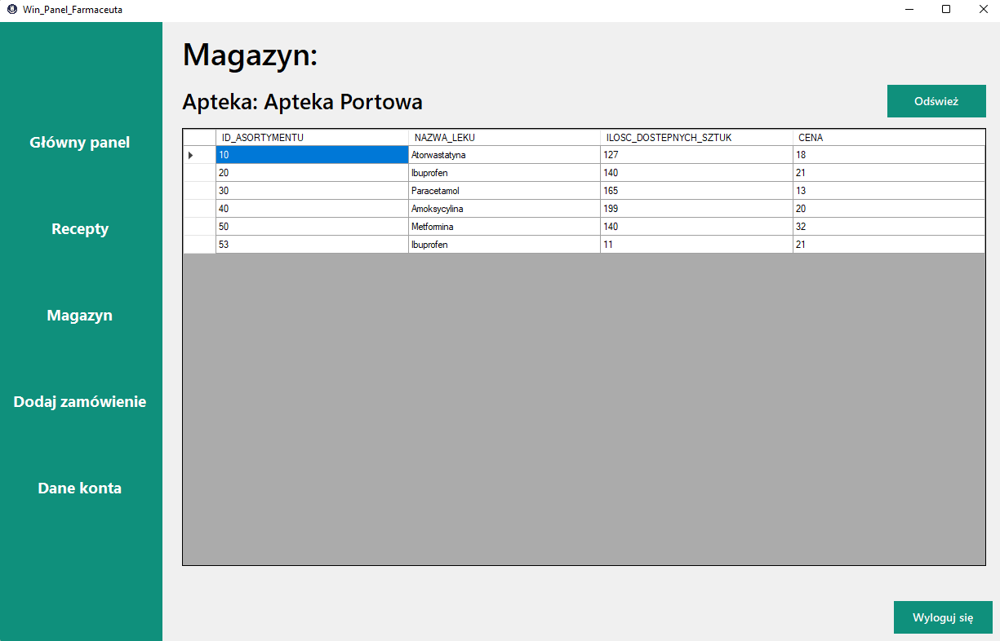 Win_Panel_Farmaceuta
Główny panel
Recepty
Magazyn
Dodaj zamówienie
Dane konta
Magazyn:
Apteka: Apteka Portowa
Odśwież
ID_ASORTYMENTU NAZWA_LEKU ILOSC_DOSTEPNYCH_SZTUK CENA
10 Atorwastatyna 127 18
20 Ibuprofen 140 21
30 Paracetamol 165 13
40 Amoksycylina 199 20
50 Metformina 140 32
53 Ibuprofen 11 21
Wyloguj się